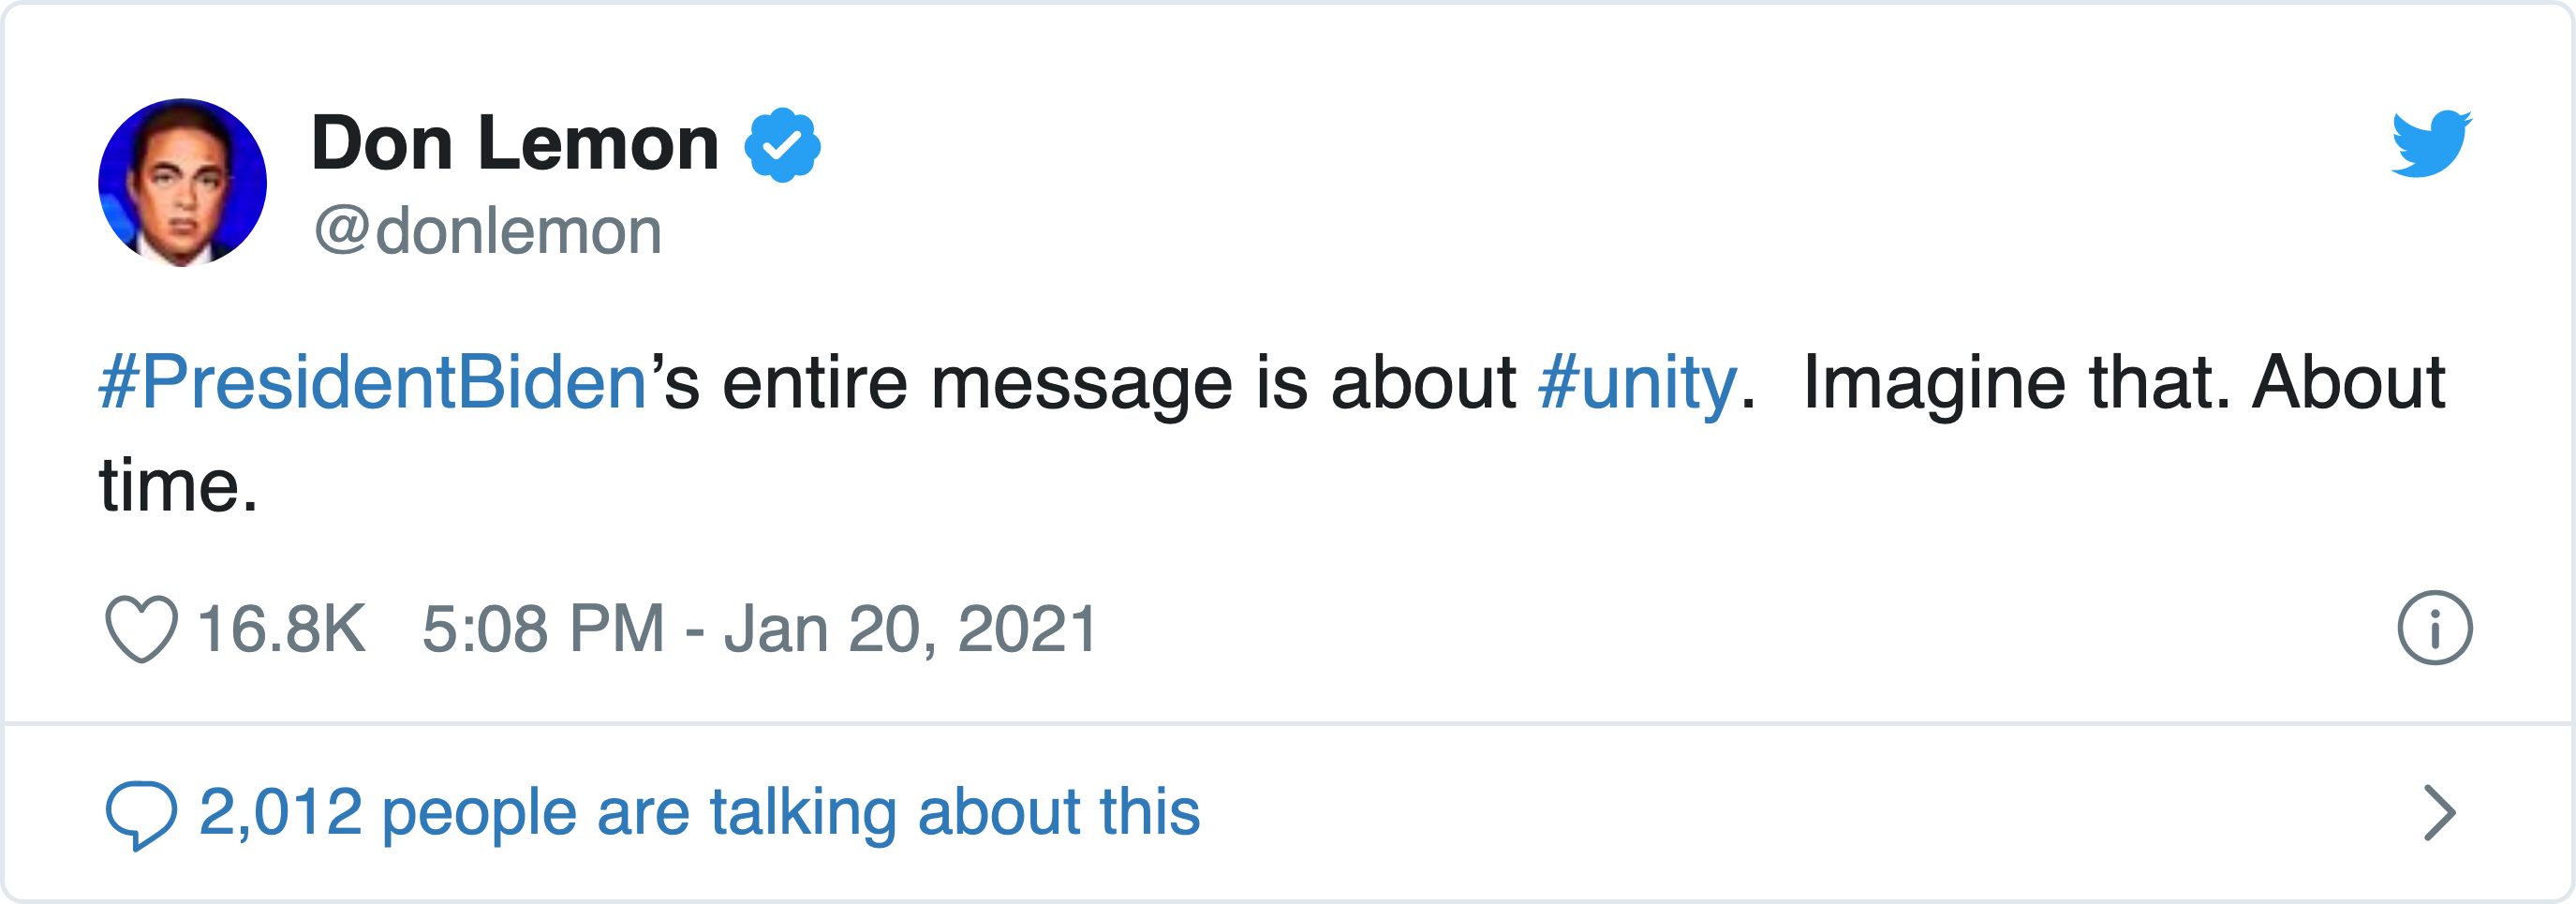 Don Lemon
@donlemon
#PresidentBiden’s entire message is about #unity.  Imagine that. About
time.
16.8K 5:08 PM - Jan 20, 2021
2,012 people are talking about this